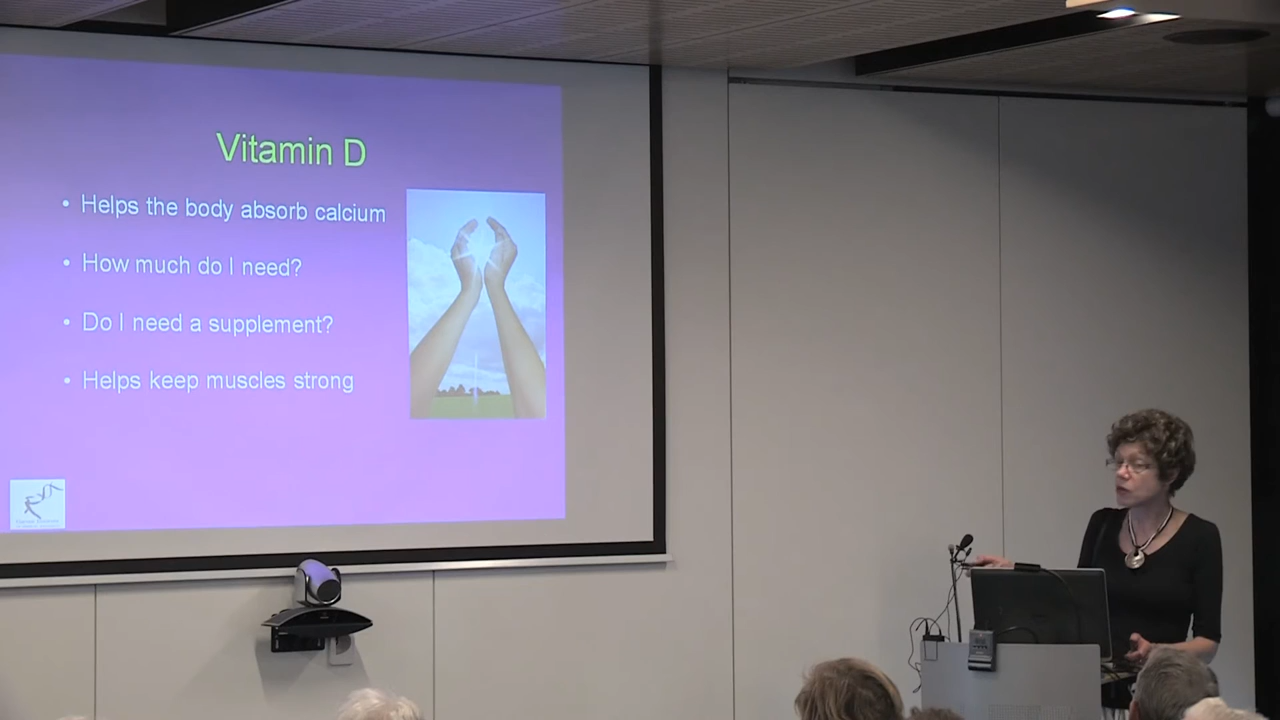 Vitamin D
• Helps the body absorb calcium
• How much do I need?
• Do I need a supplement?
• Helps keep muscles strong